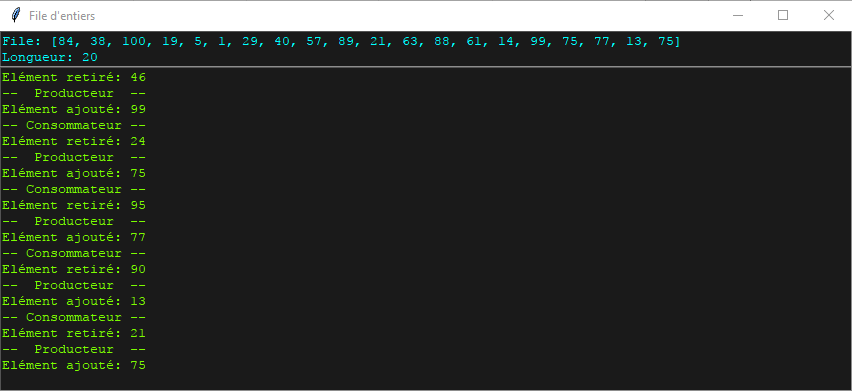 File d'entiers
File: [84, 38, 100, 19, 5, 1, 29, 40, 57, 89, 21, 63, 88, 61, 14, 99, 75, 77, 13, 75]
Longueur: 20
Elément retiré: 46
--  Producteur  --
Elément ajouté: 99
-- Consommateur --
Elément retiré: 24
--  Producteur  --
Elément ajouté: 75
-- Consommateur --
Elément retiré: 95
--  Producteur  --
Elément ajouté: 77
-- Consommateur --
Elément retiré: 90
--  Producteur  --
Elément ajouté: 13
-- Consommateur --
Elément retiré: 21
--  Producteur  --
Elément ajouté: 75